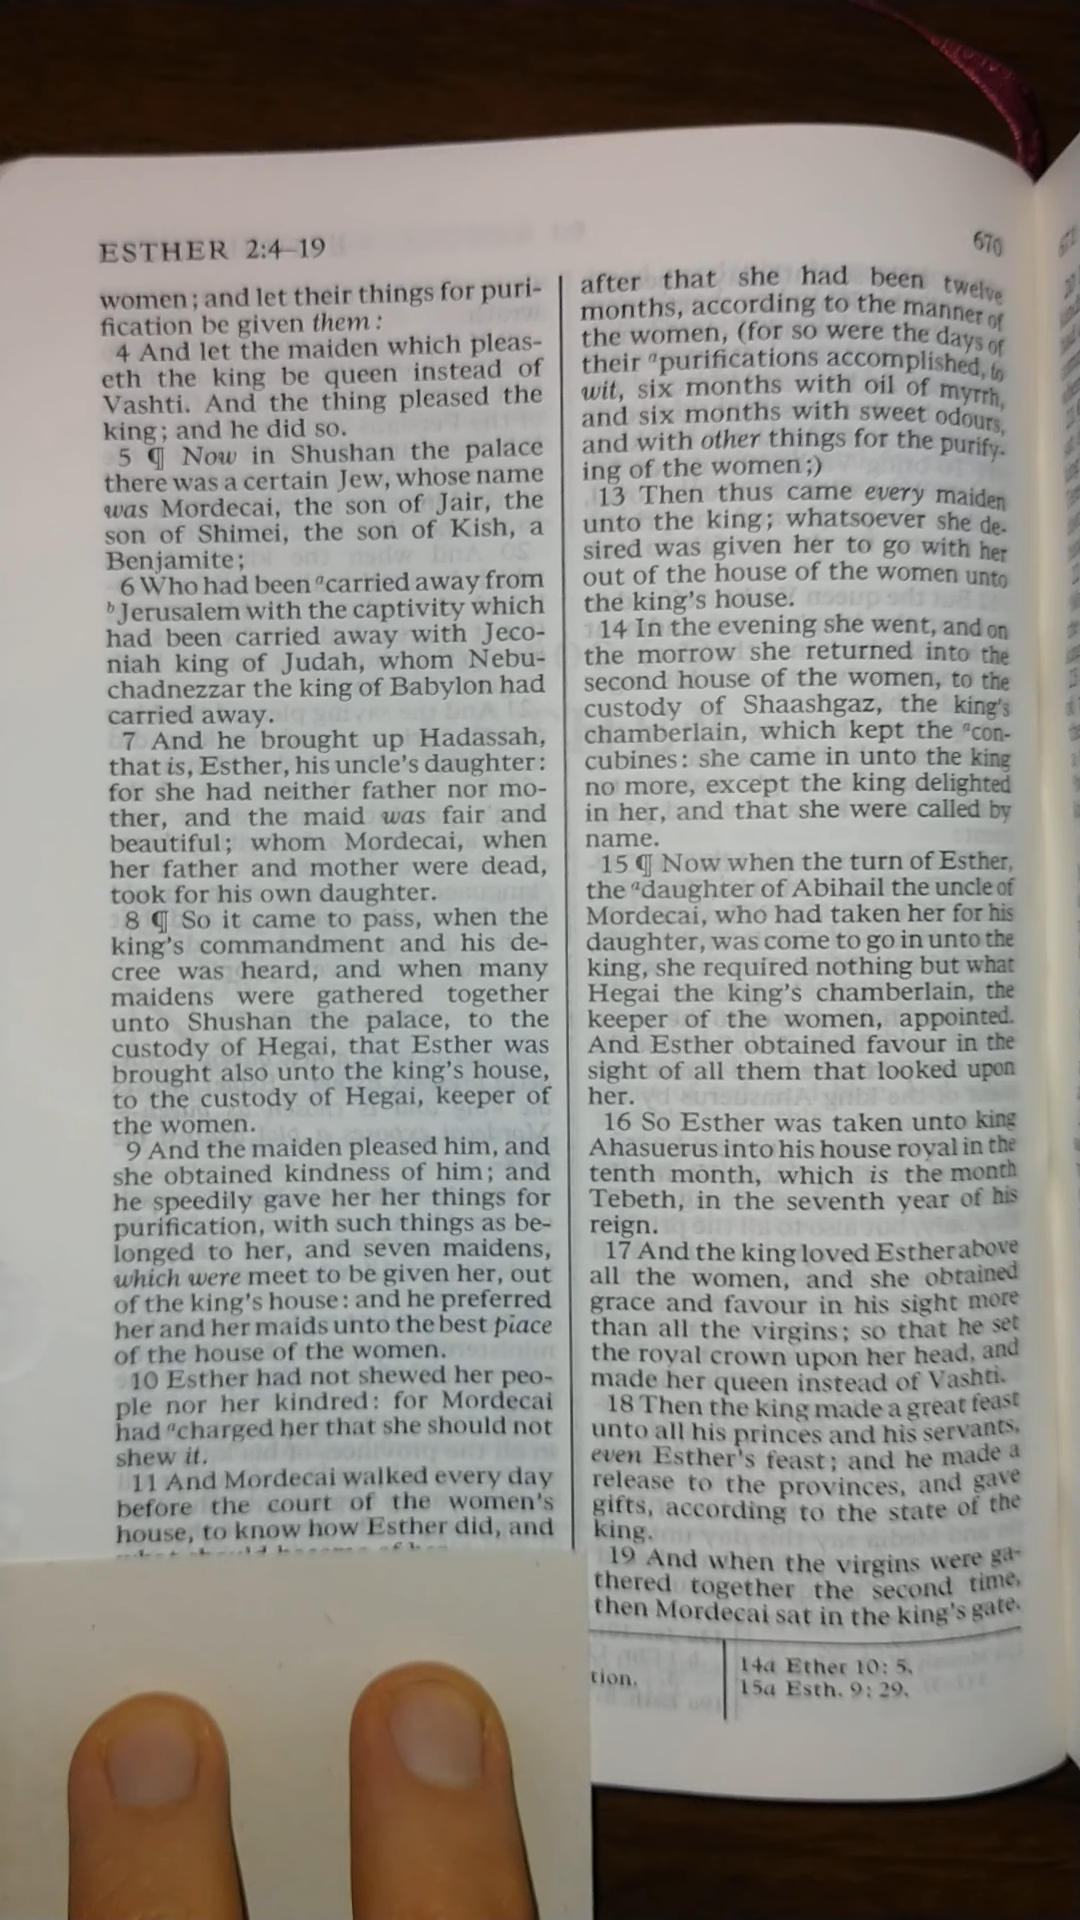 ESTHER 2:4–19
670
women; and let their things for puri-
fication be given them:
4 And let the maiden which pleas-
eth the king be queen instead of
Vashti. And the thing pleased the
king; and he did so.
5 ¶ Now in Shushan the palace
there was a certain Jew, whose name
was Mordecai, the son of Jair, the
son of Shimei, the son of Kish, a
Benjamite;
6 Who had been a carried away from
b Jerusalem with the captivity which
had been carried away with Jeco-
niah king of Judah, whom Nebu-
chadnezzar the king of Babylon had
carried away.
7 And he brought up Hadassah,
that is, Esther, his uncle's daughter:
for she had neither father nor mo-
ther, and the maid was fair and
beautiful; whom Mordecai, when
her father and mother were dead,
took for his own daughter.
8 ¶ So it came to pass, when the
king's commandment and his de-
cree was heard, and when many
maidens were gathered together
unto Shushan the palace, to the
custody of Hegai, that Esther was
brought also unto the king's house,
to the custody of Hegai, keeper of
the women.
9 And the maiden pleased him, and
she obtained kindness of him; and
he speedily gave her her things for
purification, with such things as be-
longed to her, and seven maidens,
which were meet to be given her, out
of the king's house: and he preferred
her and her maids unto the best place
of the house of the women.
10 Esther had not shewed her peo-
ple nor her kindred: for Mordecai
had a charged her that she should not
shew it.
11 And Mordecai walked every day
before the court of the women's
house, to know how Esther did, and
after that she had been twelve
months, according to the manner of
the women, (for so were the days of
their a purifications accomplished, to
wit, six months with oil of myrrh,
and six months with sweet odours,
and with other things for the purify-
ing of the women;)
13 Then thus came every maiden
unto the king; whatsoever she de-
sired was given her to go with her
out of the house of the women unto
the king's house.
14 In the evening she went, and on
the morrow she returned into the
second house of the women, to the
custody of Shaashgaz, the king's
chamberlain, which kept the a con-
cubines: she came in unto the king
no more, except the king delighted
in her, and that she were called by
name.
15 ¶ Now when the turn of Esther,
the a daughter of Abihail the uncle of
Mordecai, who had taken her for his
daughter, was come to go in unto the
king, she required nothing but what
Hegai the king's chamberlain, the
keeper of the women, appointed.
And Esther obtained favour in the
sight of all them that looked upon
her.
16 So Esther was taken unto king
Ahasuerus into his house royal in the
tenth month, which is the month
Tebeth, in the seventh year of his
reign.
17 And the king loved Esther above
all the women, and she obtained
grace and favour in his sight more
than all the virgins; so that he set
the royal crown upon her head, and
made her queen instead of Vashti.
18 Then the king made a great feast
unto all his princes and his servants,
even Esther's feast; and he made a
release to the provinces, and gave
gifts, according to the state of the
king.
19 And when the virgins were ga-
thered together the second time,
then Mordecai sat in the king's gate.
tion.
14a Ether 10: 5.
15a Esth. 9: 29.